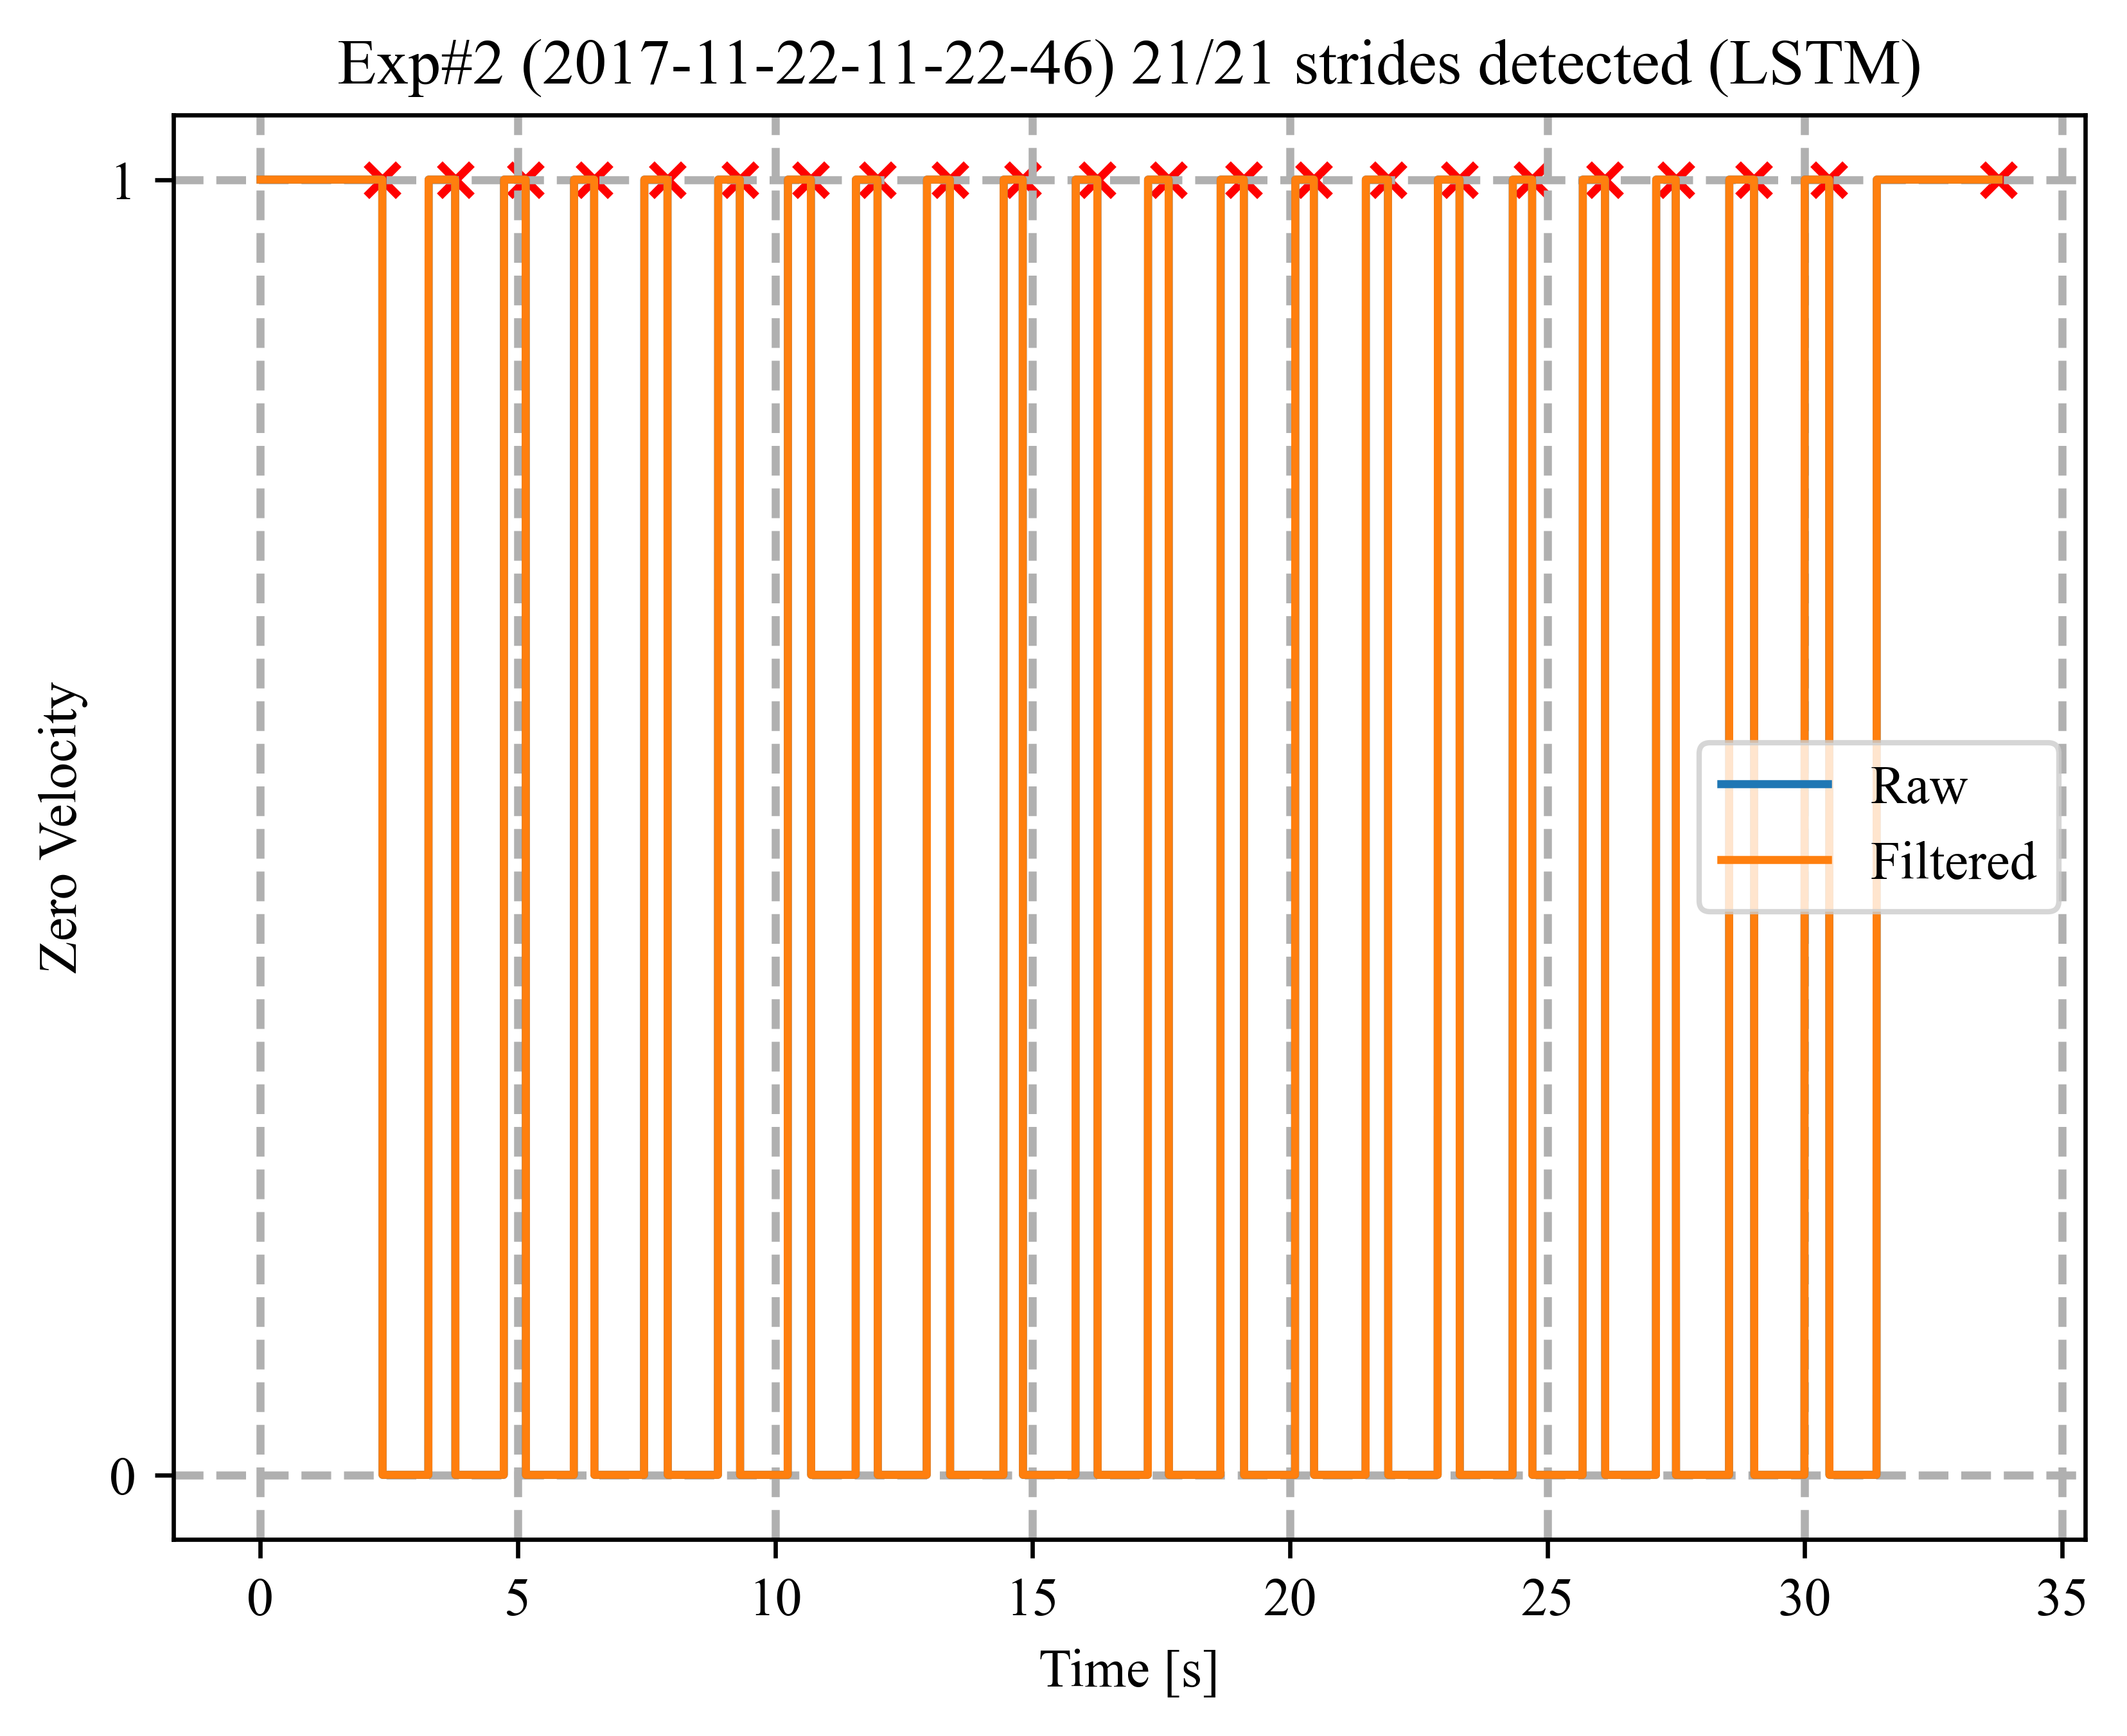 Exp#2 (2017-11-22-11-22-46) 21/21 strides detected (LSTM)
1
Zero Velocity
Raw
Filtered
0
0 5 10 15 20 25 30 35
Time [s]